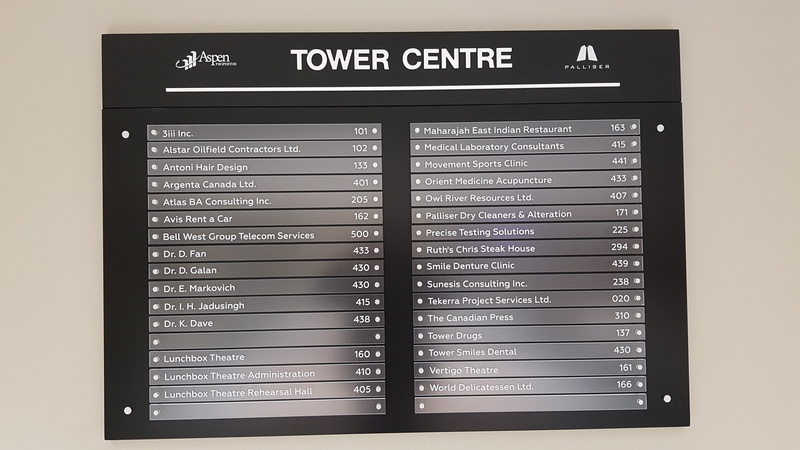 Aspen
PROPERTIES
TOWER CENTRE
PALLISER
3iii Inc. 101
Alstar Oilfield Contractors Ltd. 102
Antoni Hair Design 133
Argenta Canada Ltd. 401
Atlas BA Consulting Inc. 205
Avis Rent a Car 162
Bell West Group Telecom Services 500
Dr. D. Fan 433
Dr. D. Galan 430
Dr. E. Markovich 430
Dr. I. H. Jadusingh 415
Dr. K. Dave 438
Lunchbox Theatre 160
Lunchbox Theatre Administration 410
Lunchbox Theatre Rehearsal Hall 405
Maharajah East Indian Restaurant 163
Medical Laboratory Consultants 415
Movement Sports Clinic 441
Orient Medicine Acupuncture 433
Owl River Resources Ltd. 407
Palliser Dry Cleaners & Alteration 171
Precise Testing Solutions 225
Ruth's Chris Steak House 294
Smile Denture Clinic 439
Sunesis Consulting Inc. 238
Tekerra Project Services Ltd. 020
The Canadian Press 310
Tower Drugs 137
Tower Smiles Dental 430
Vertigo Theatre 161
World Delicatessen Ltd. 166